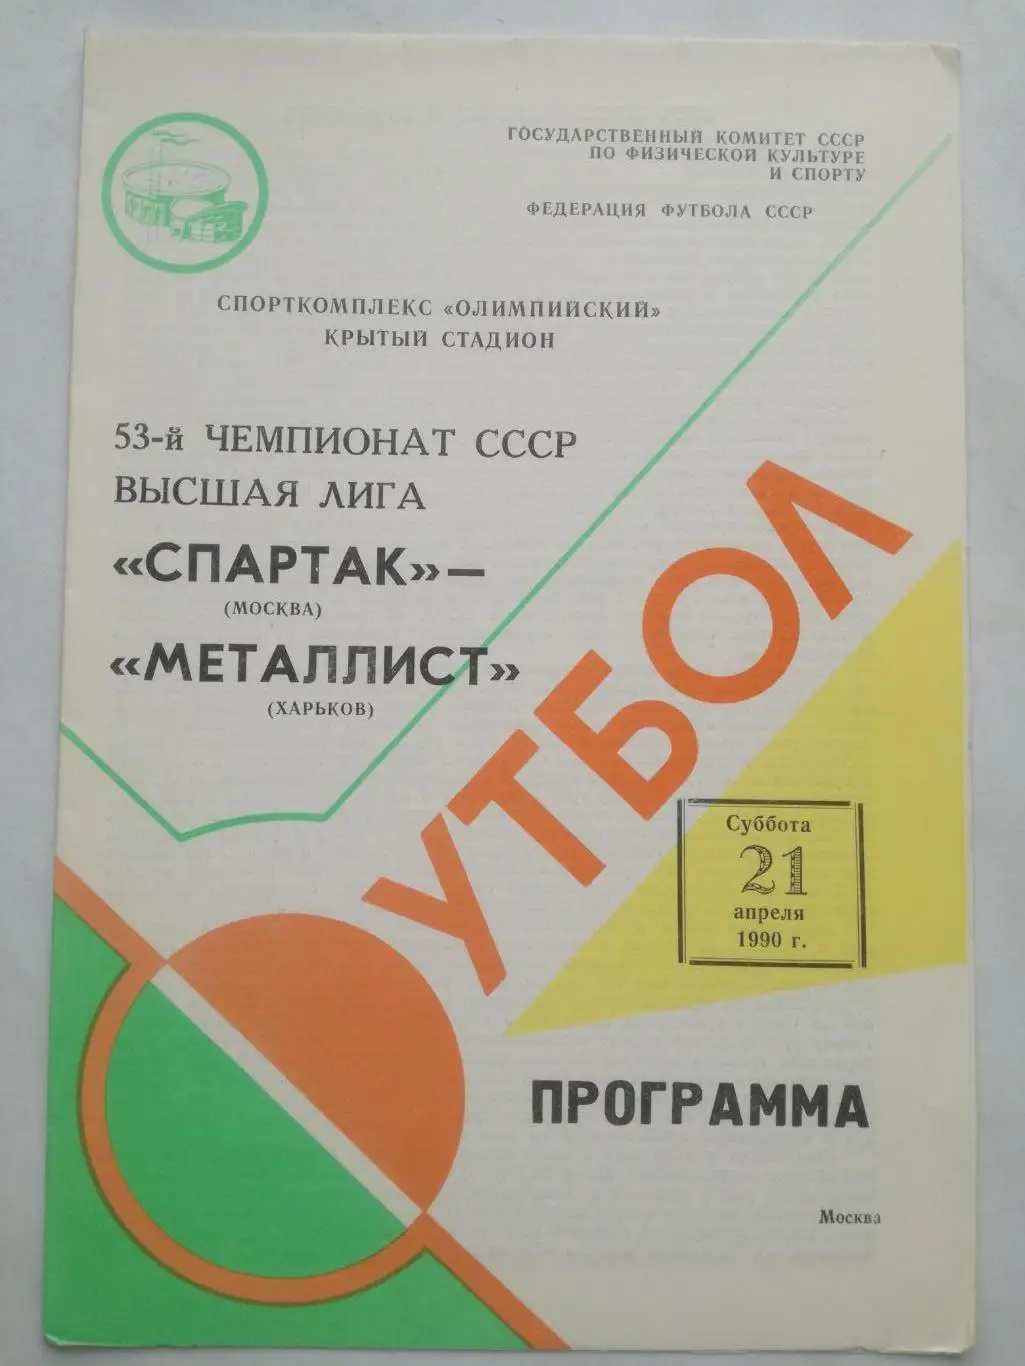 ГОСУДАРСТВЕННЫЙ КОМИТЕТ СССР
ПО ФИЗИЧЕСКОЙ КУЛЬТУРЕ
И СПОРТУ
ФЕДЕРАЦИЯ ФУТБОЛА СССР
СПОРТКОМПЛЕКС «ОЛИМПИЙСКИЙ»
КРЫТЫЙ СТАДИОН
53-й ЧЕМПИОНАТ СССР
ВЫСШАЯ ЛИГА
«СПАРТАК»—
(МОСКВА)
«МЕТАЛЛИСТ»
(ХАРЬКОВ)
ФУТБОЛ
Суббота
21
апреля
1990 г.
ПРОГРАММА
Москва